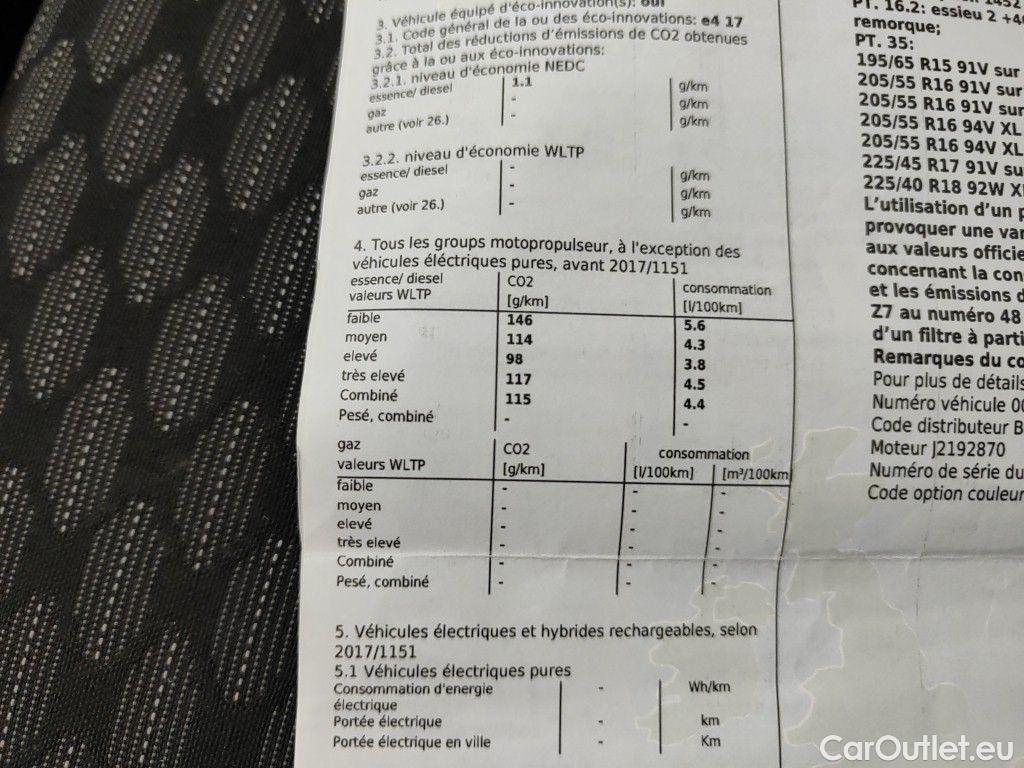 3. Véhicule équipé d'éco-innovation(s): oui
3.1. Code général de la ou des éco-innovations: e4 17
3.2. Total des réductions d'émissions de CO2 obtenues
grâce à la ou aux éco-innovations:
3.2.1. niveau d'économie NEDC
essence/ diesel 1.1 g/km
gaz - g/km
autre (voir 26.) - g/km
3.2.2. niveau d'économie WLTP
essence/ diesel - g/km
gaz - g/km
autre (voir 26.) - g/km
4. Tous les groups motopropulseur, à l'exception des
véhicules éléctriques pures, avant 2017/1151
essence/ diesel CO2 consommation
valeurs WLTP [g/km] [l/100km]
faible 146 5.6
moyen 114 4.3
elevé 98 3.8
très elevé 117 4.5
Combiné 115 4.4
Pesé, combiné - -
gaz CO2 consommation
valeurs WLTP [g/km] [l/100km] [m³/100km
faible - - -
moyen - - -
elevé - - -
très elevé - - -
Combiné - - -
Pesé, combiné - - -
5. Véhicules électriques et hybrides rechargeables, selon
2017/1151
5.1 Véhicules électriques pures
Consommation d'energie - Wh/km
électrique
Portée électrique - km
Portée électrique en ville - Km
PT. 16.2: essieu 2
remorque;
PT. 35:
195/65 R15 91V sur
205/55 R16 91V sur
205/55 R16 91V sur
205/55 R16 94V XL
205/55 R16 94V XL
225/45 R17 91V su
225/40 R18 92W X
L'utilisation d'un p
provoquer une var
aux valeurs officie
concernant la con
et les émissions d
Z7 au numéro 48
d'un filtre à parti
Remarques du co
Pour plus de détails
Numéro véhicule 00
Code distributeur B
Moteur J2192870
Numéro de série du
Code option couleur
CarOutlet.eu